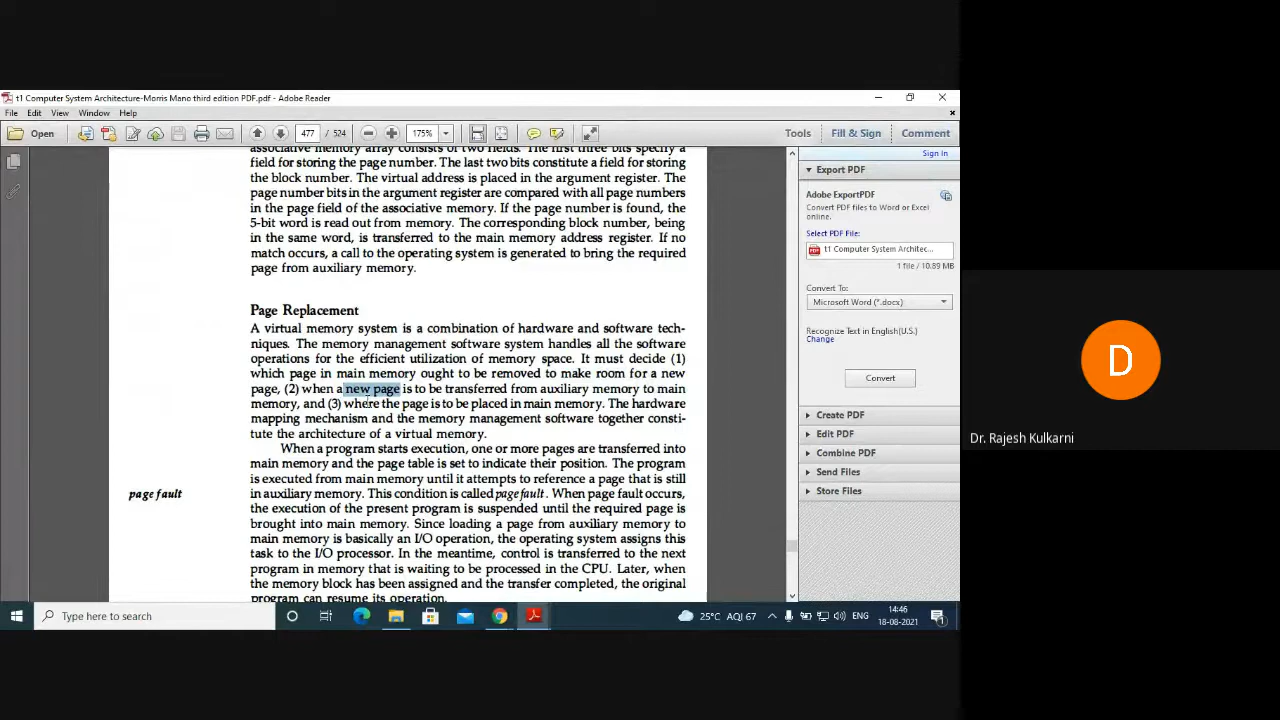 t1 Computer System Architecture-Morris Mano third edition PDF.pdf - Adobe Reader
File Edit View Window Help
Open 477 / 524 175% Tools Fill & Sign Comment
associative memory array consists of two fields. The first three bits specify a
field for storing the page number. The last two bits constitute a field for storing
the block number. The virtual address is placed in the argument register. The
page number bits in the argument register are compared with all page numbers
in the page field of the associative memory. If the page number is found, the
5-bit word is read out from memory. The corresponding block number, being
in the same word, is transferred to the main memory address register. If no
match occurs, a call to the operating system is generated to bring the required
page from auxiliary memory.
Page Replacement
A virtual memory system is a combination of hardware and software tech-
niques. The memory management software system handles all the software
operations for the efficient utilization of memory space. It must decide (1)
which page in main memory ought to be removed to make room for a new
page, (2) when a new page is to be transferred from auxiliary memory to main
memory, and (3) where the page is to be placed in main memory. The hardware
mapping mechanism and the memory management software together consti-
tute the architecture of a virtual memory.
When a program starts execution, one or more pages are transferred into
main memory and the page table is set to indicate their position. The program
is executed from main memory until it attempts to reference a page that is still
page fault
in auxiliary memory. This condition is called page fault. When page fault occurs,
the execution of the present program is suspended until the required page is
brought into main memory. Since loading a page from auxiliary memory to
main memory is basically an I/O operation, the operating system assigns this
task to the I/O processor. In the meantime, control is transferred to the next
program in memory that is waiting to be processed in the CPU. Later, when
the memory block has been assigned and the transfer completed, the original
program can resume its operation.
Sign In
Export PDF
Adobe ExportPDF
Convert PDF files to Word or Excel
online.
Select PDF File:
t1 Computer System Architec...
1 file / 10.89 MB
Convert To:
Microsoft Word (*.docx)
Recognize Text in English(U.S.)
Change
Convert
Create PDF
Edit PDF
Combine PDF
Send Files
Store Files
Type here to search
25°C AQI 67
ENG
14:46
18-08-2021
D
Dr. Rajesh Kulkarni